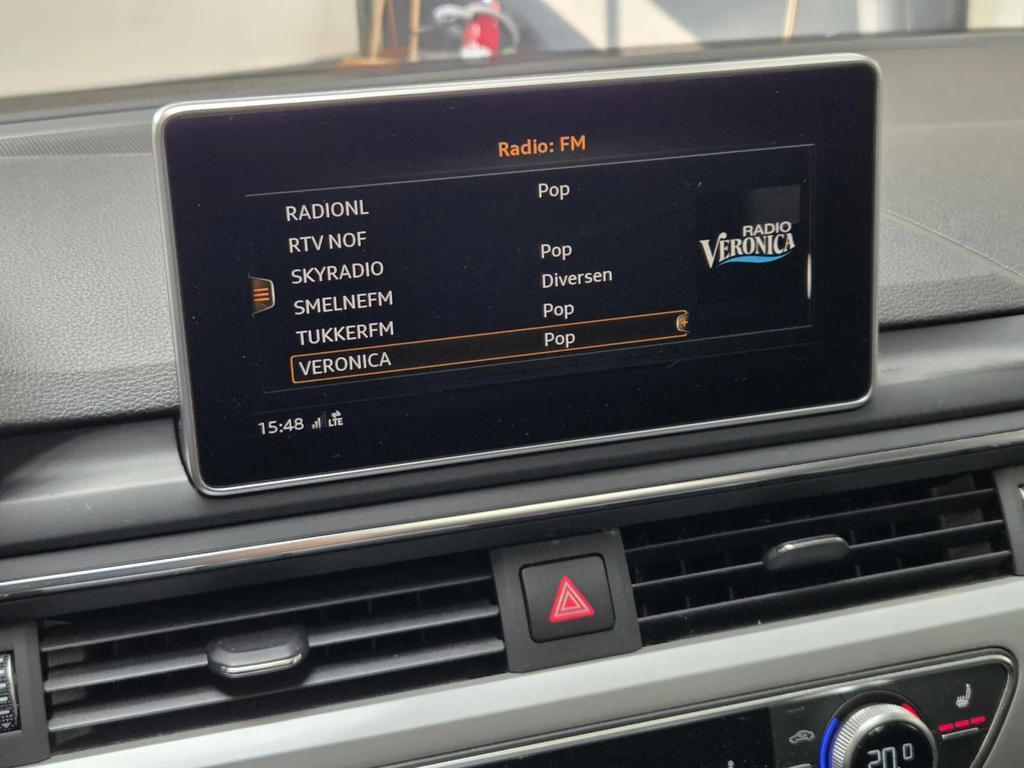 Radio: FM
RADIONL Pop
RTV NOF
SKYRADIO Pop
SMELNEFM Diversen
TUKKERFM Pop
VERONICA Pop
RADIO
VERONICA
15:48 LTE
20.0